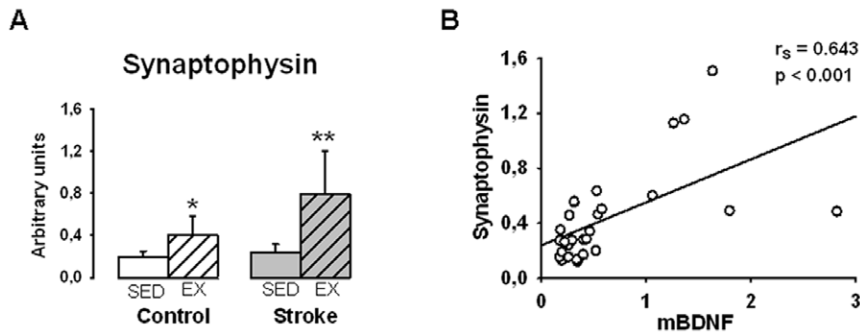 A
Synaptophysin
Arbitrary units
1,6
1,2
0,8
0,4
0,0
*
**
SED EX SED EX
Control Stroke
B
Synaptophysin
1,6
1,2
0,8
0,4
0,0
rs = 0.643
p < 0.001
0 1 2 3
mBDNF